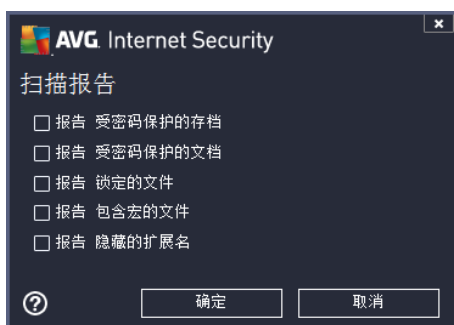 AVG. Internet Security
扫描报告
报告 受密码保护的存档
报告 受密码保护的文档
报告 锁定的文件
报告 包含宏的文件
报告 隐藏的扩展名
确定
取消